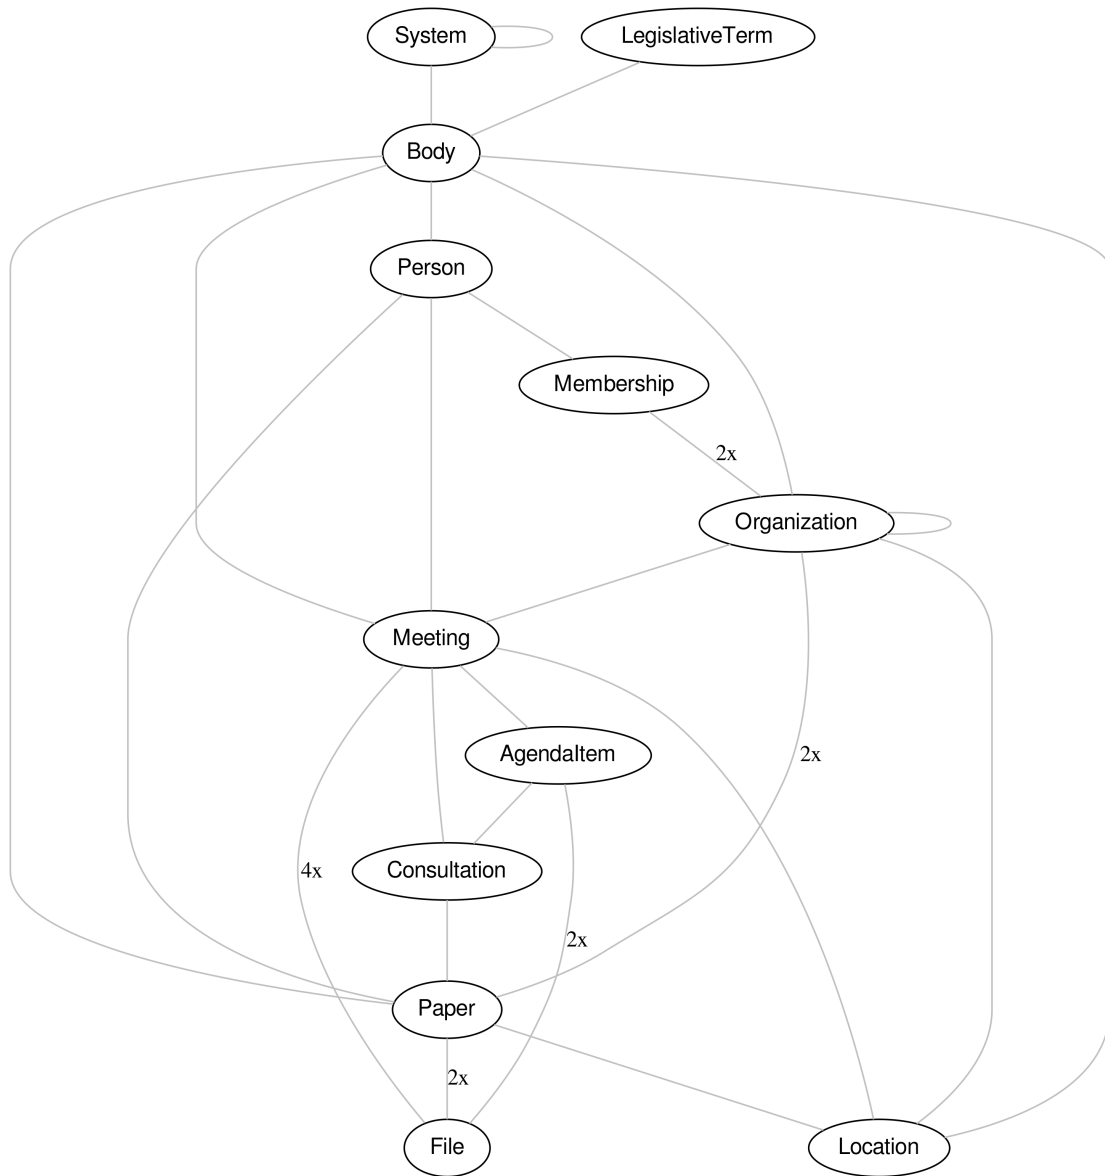 System
LegislativeTerm
Body
Person
Membership
2x
Organization
Meeting
AgendaItem
2x
Consultation
4x
2x
Paper
2x
File
Location